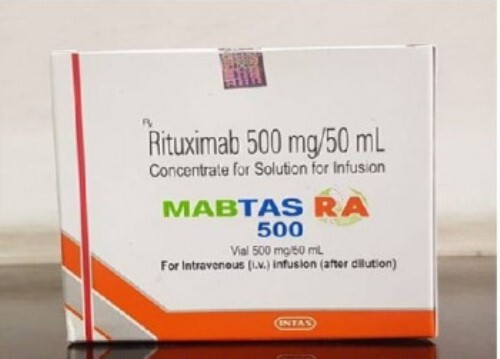 Rx
Rituximab 500 mg/50 mL
Concentrate for Solution for Infusion
MABTAS RA
500
Vial 500 mg/50 mL
For Intravenous (i.v.) infusion (after dilution)
INTAS